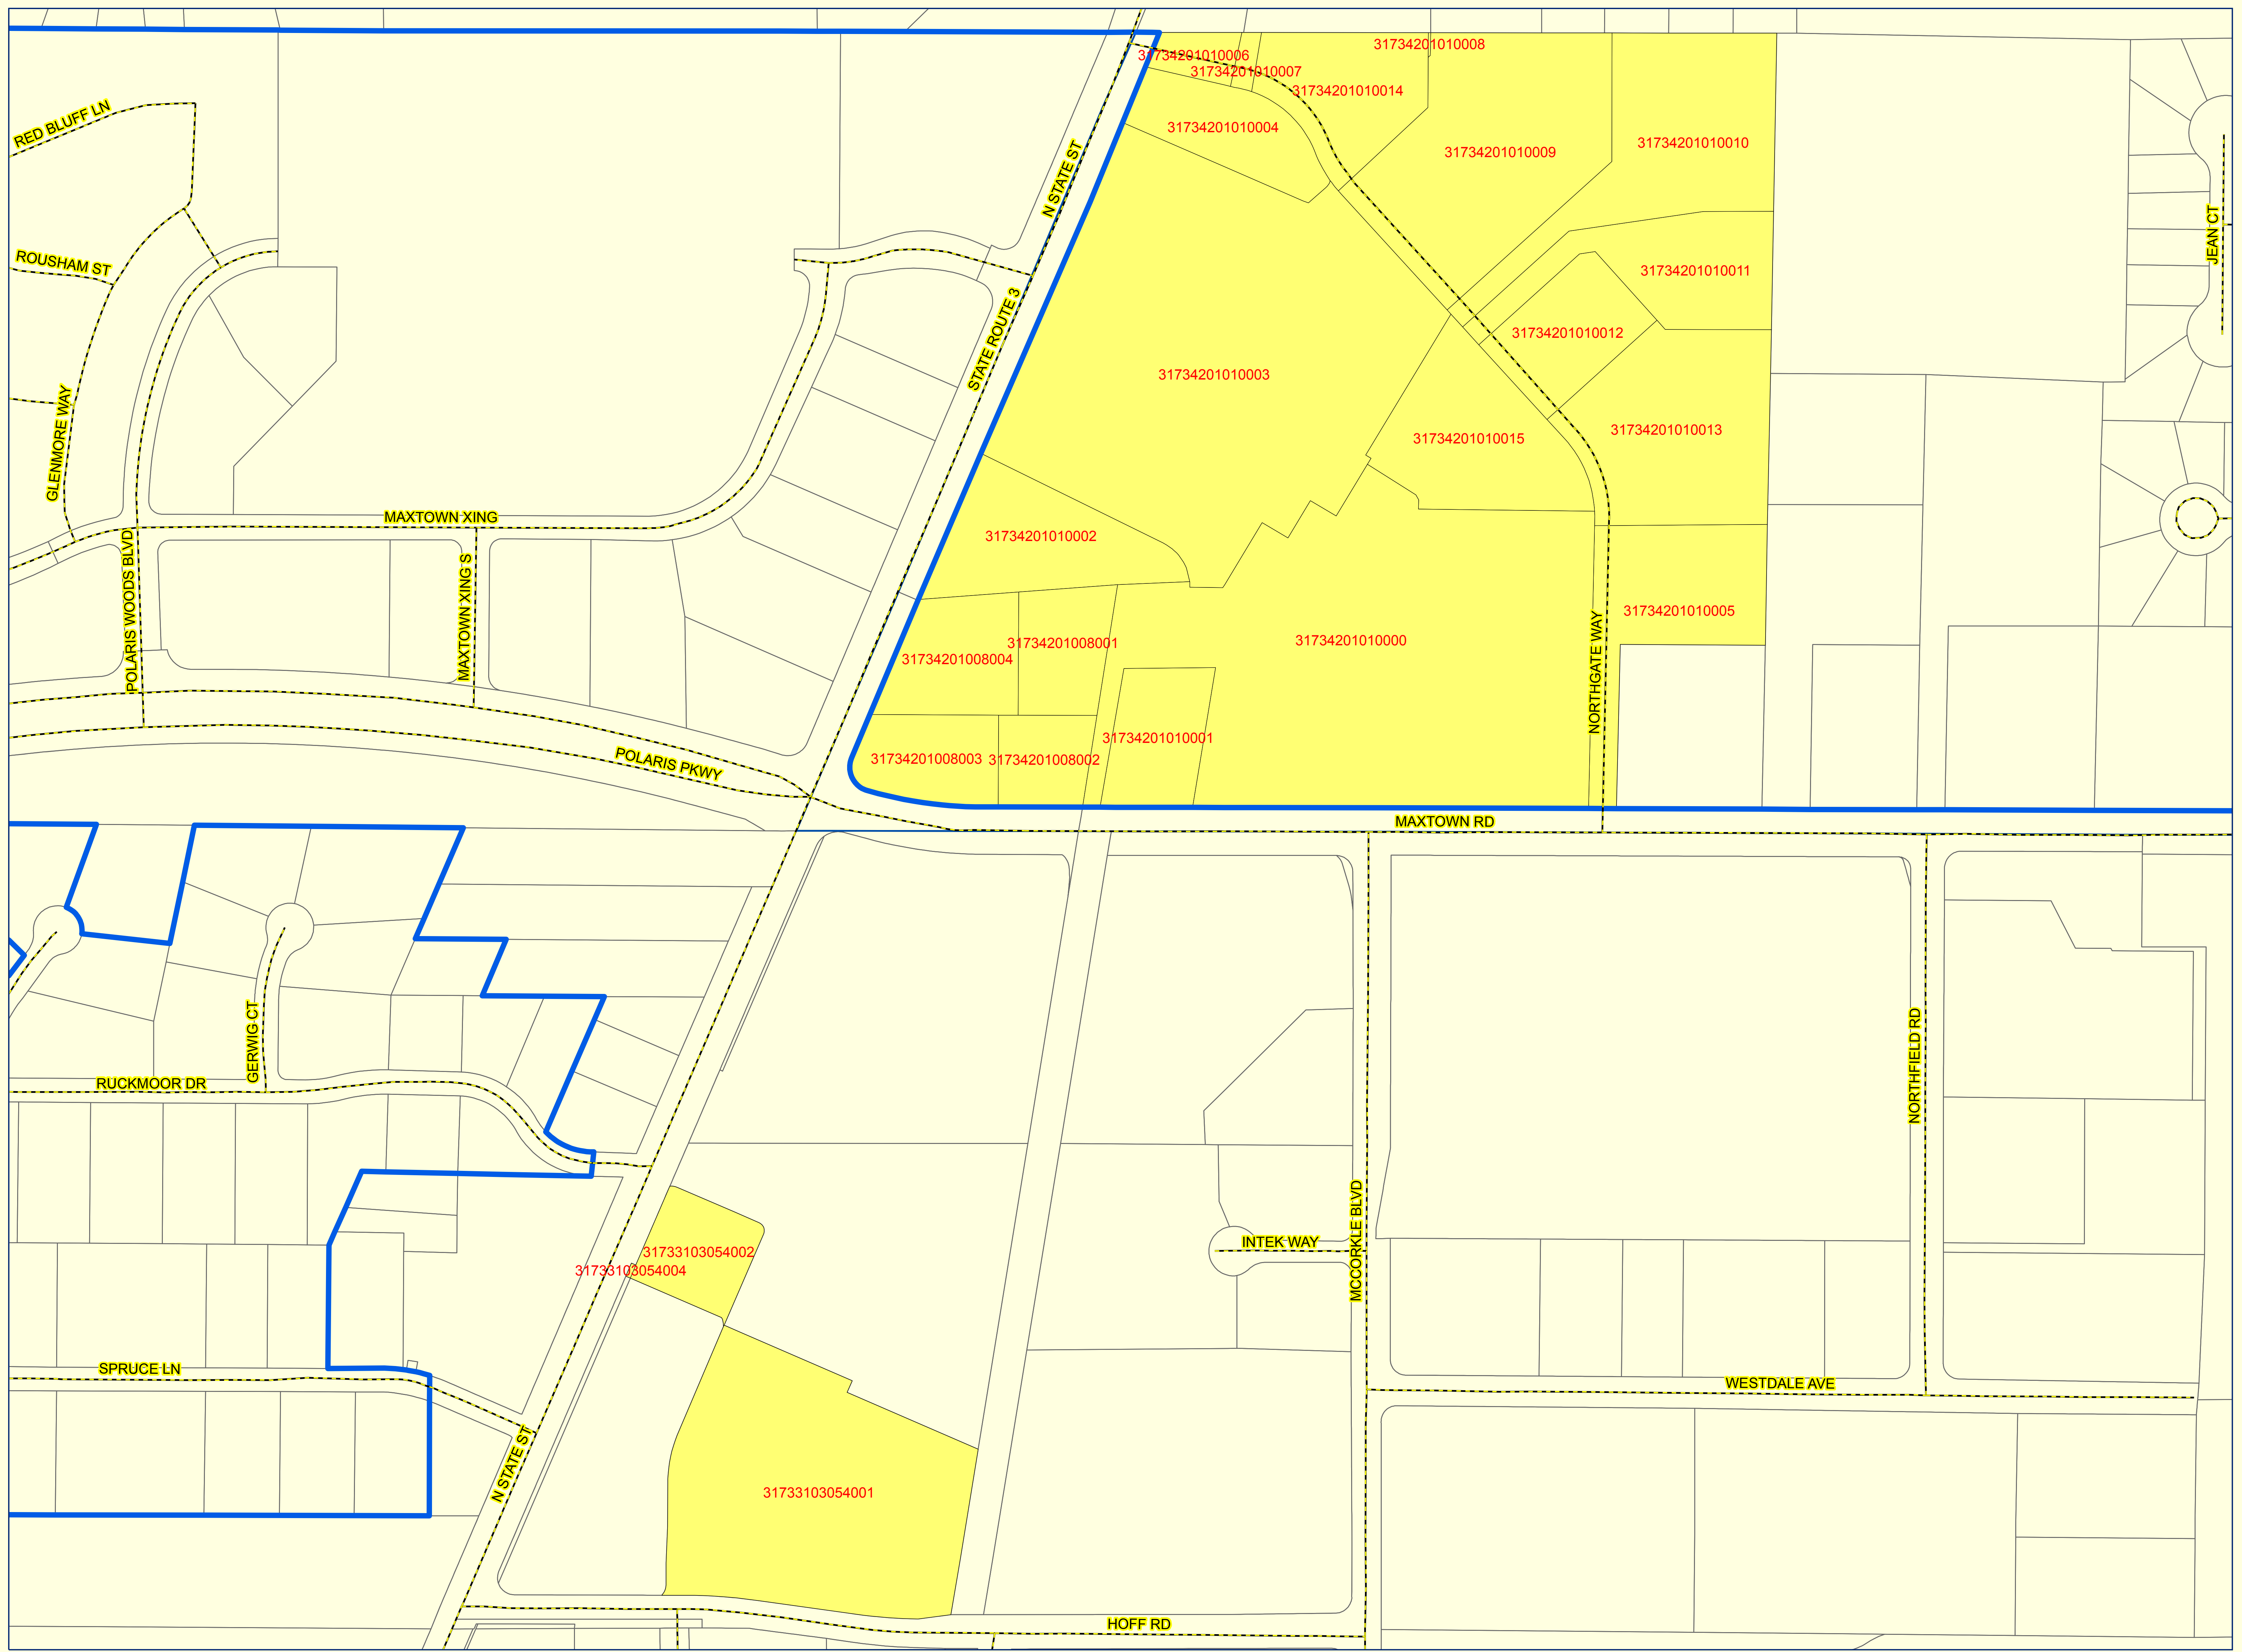 31734201010008
31734201010006
31734201010007
31734201010014
RED BLUFF LN
31734201010004
31734201010010
31734201010009
N STATE ST
JEAN CT
ROUSHAM ST
31734201010011
31734201010012
STATE ROUTE 3
31734201010003
31734201010013
31734201010015
GLENMORE WAY
MAXTOWN XING
31734201010002
POLARIS WOODS BLVD
MAXTOWN XING S
31734201010005
31734201010000
31734201008001
31734201008004
NORTHGATE WAY
31734201010001
31734201008003
31734201008002
POLARIS PKWY
MAXTOWN RD
GERWIG CT
NORTHFIELD RD
RUCKMOOR DR
MCCORKLE BLVD
INTEK WAY
31733103054002
31733103054004
SPRUCE LN
WESTDALE AVE
N STATE ST
31733103054001
HOFF RD